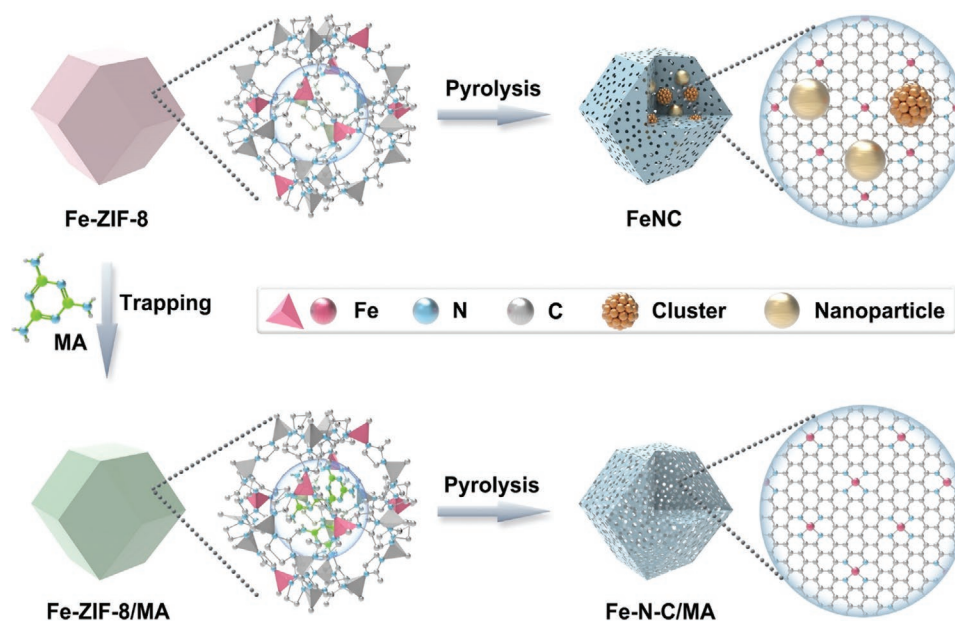 Pyrolysis
Fe-ZIF-8
FeNC
MA
Trapping
Fe
N
C
Cluster
Nanoparticle
Pyrolysis
Fe-ZIF-8/MA
Fe-N-C/MA